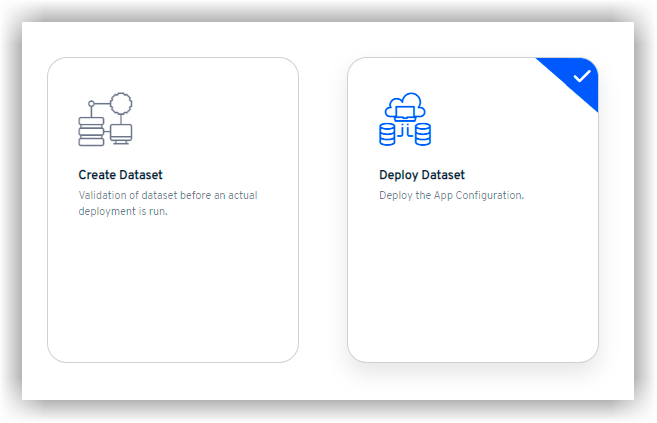 Create Dataset
Validation of dataset before an actual
deployment is run.
Deploy Dataset
Deploy the App Configuration.